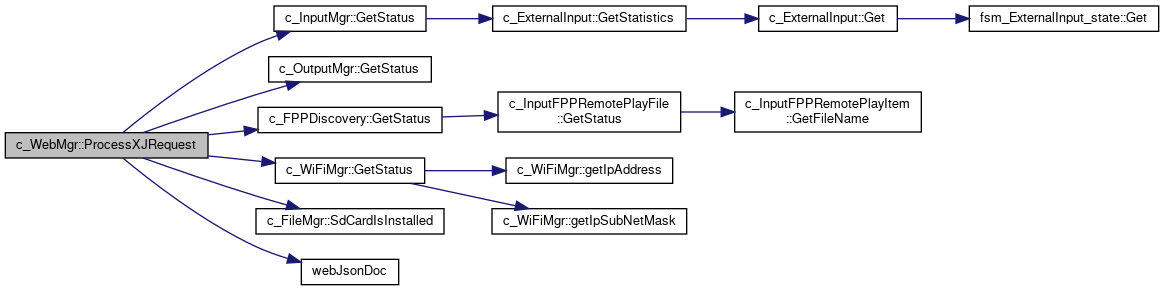 c_InputMgr::GetStatus
c_ExternalInput::GetStatistics
c_ExternalInput::Get
fsm_ExternalInput_state::Get
c_OutputMgr::GetStatus
c_InputFPPRemotePlayFile
::GetStatus
c_InputFPPRemotePlayItem
::GetFileName
c_FPPDiscovery::GetStatus
c_WebMgr::ProcessXJRequest
c_WiFiMgr::GetStatus
c_WiFiMgr::getIpAddress
c_FileMgr::SdCardIsInstalled
c_WiFiMgr::getIpSubNetMask
webJsonDoc